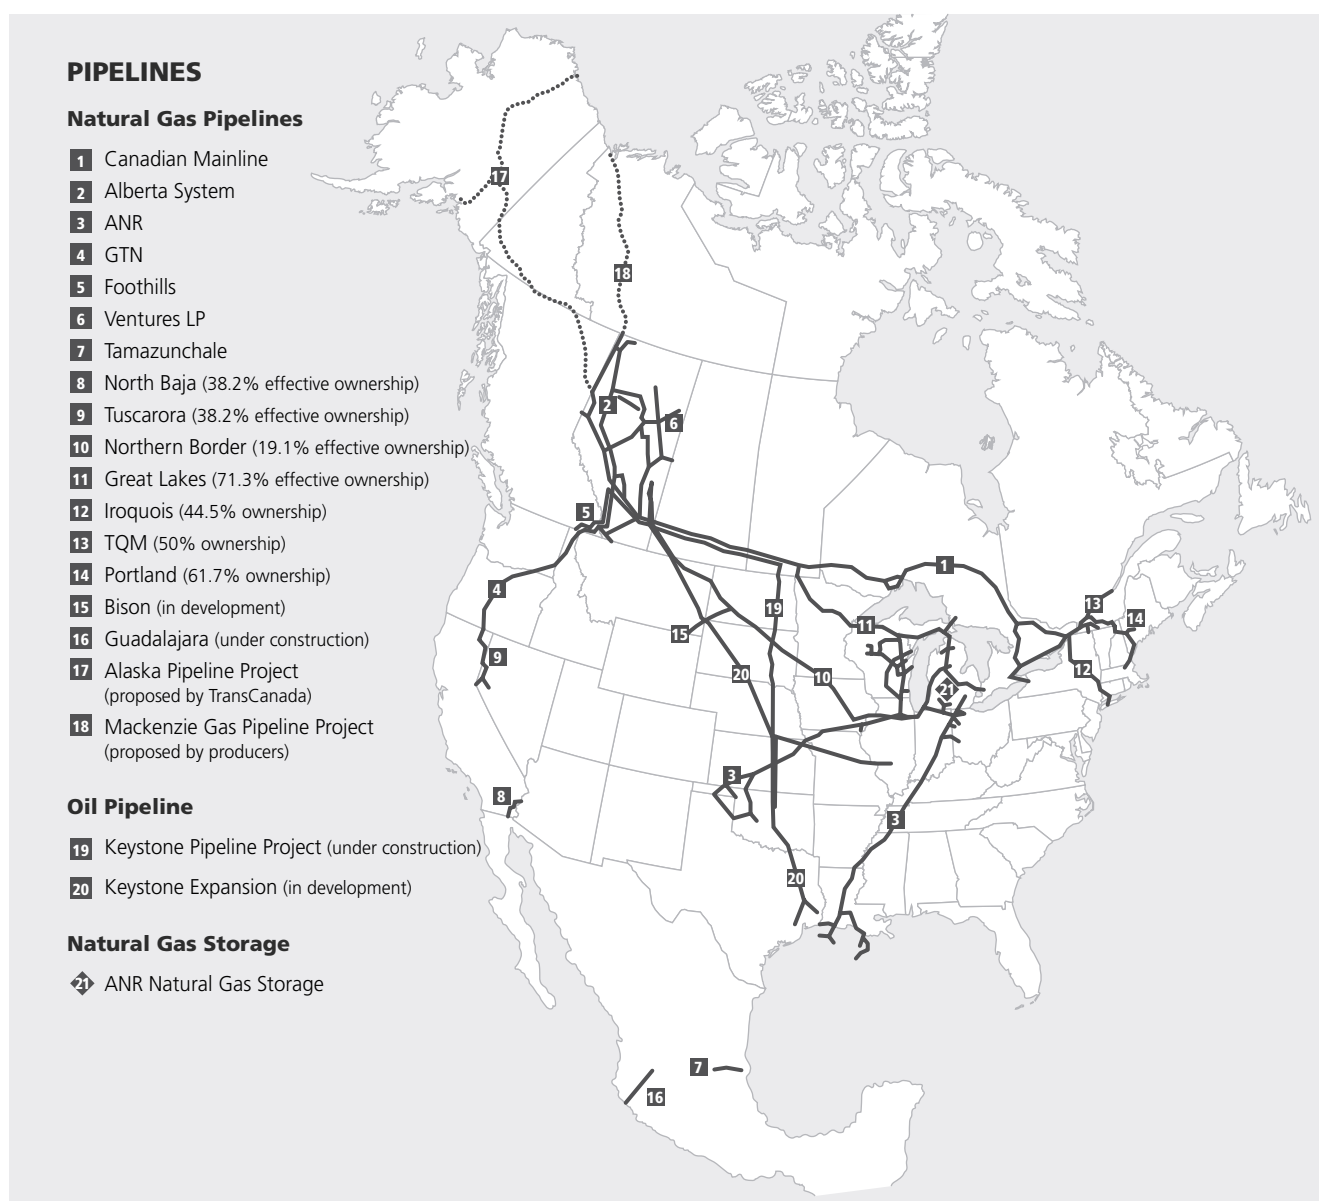 PIPELINES
Natural Gas Pipelines
1 Canadian Mainline
2 Alberta System
3 ANR
4 GTN
5 Foothills
6 Ventures LP
7 Tamazunchale
8 North Baja (38.2% effective ownership)
9 Tuscarora (38.2% effective ownership)
10 Northern Border (19.1% effective ownership)
11 Great Lakes (71.3% effective ownership)
12 Iroquois (44.5% ownership)
13 TQM (50% ownership)
14 Portland (61.7% ownership)
15 Bison (in development)
16 Guadalajara (under construction)
17 Alaska Pipeline Project
(proposed by TransCanada)
18 Mackenzie Gas Pipeline Project
(proposed by producers)
Oil Pipeline
19 Keystone Pipeline Project (under construction)
20 Keystone Expansion (in development)
Natural Gas Storage
21 ANR Natural Gas Storage
17
18
2
6
5
1
4
19
13
11
14
15
9
12
20
10
21
3
8
3
20
7
16